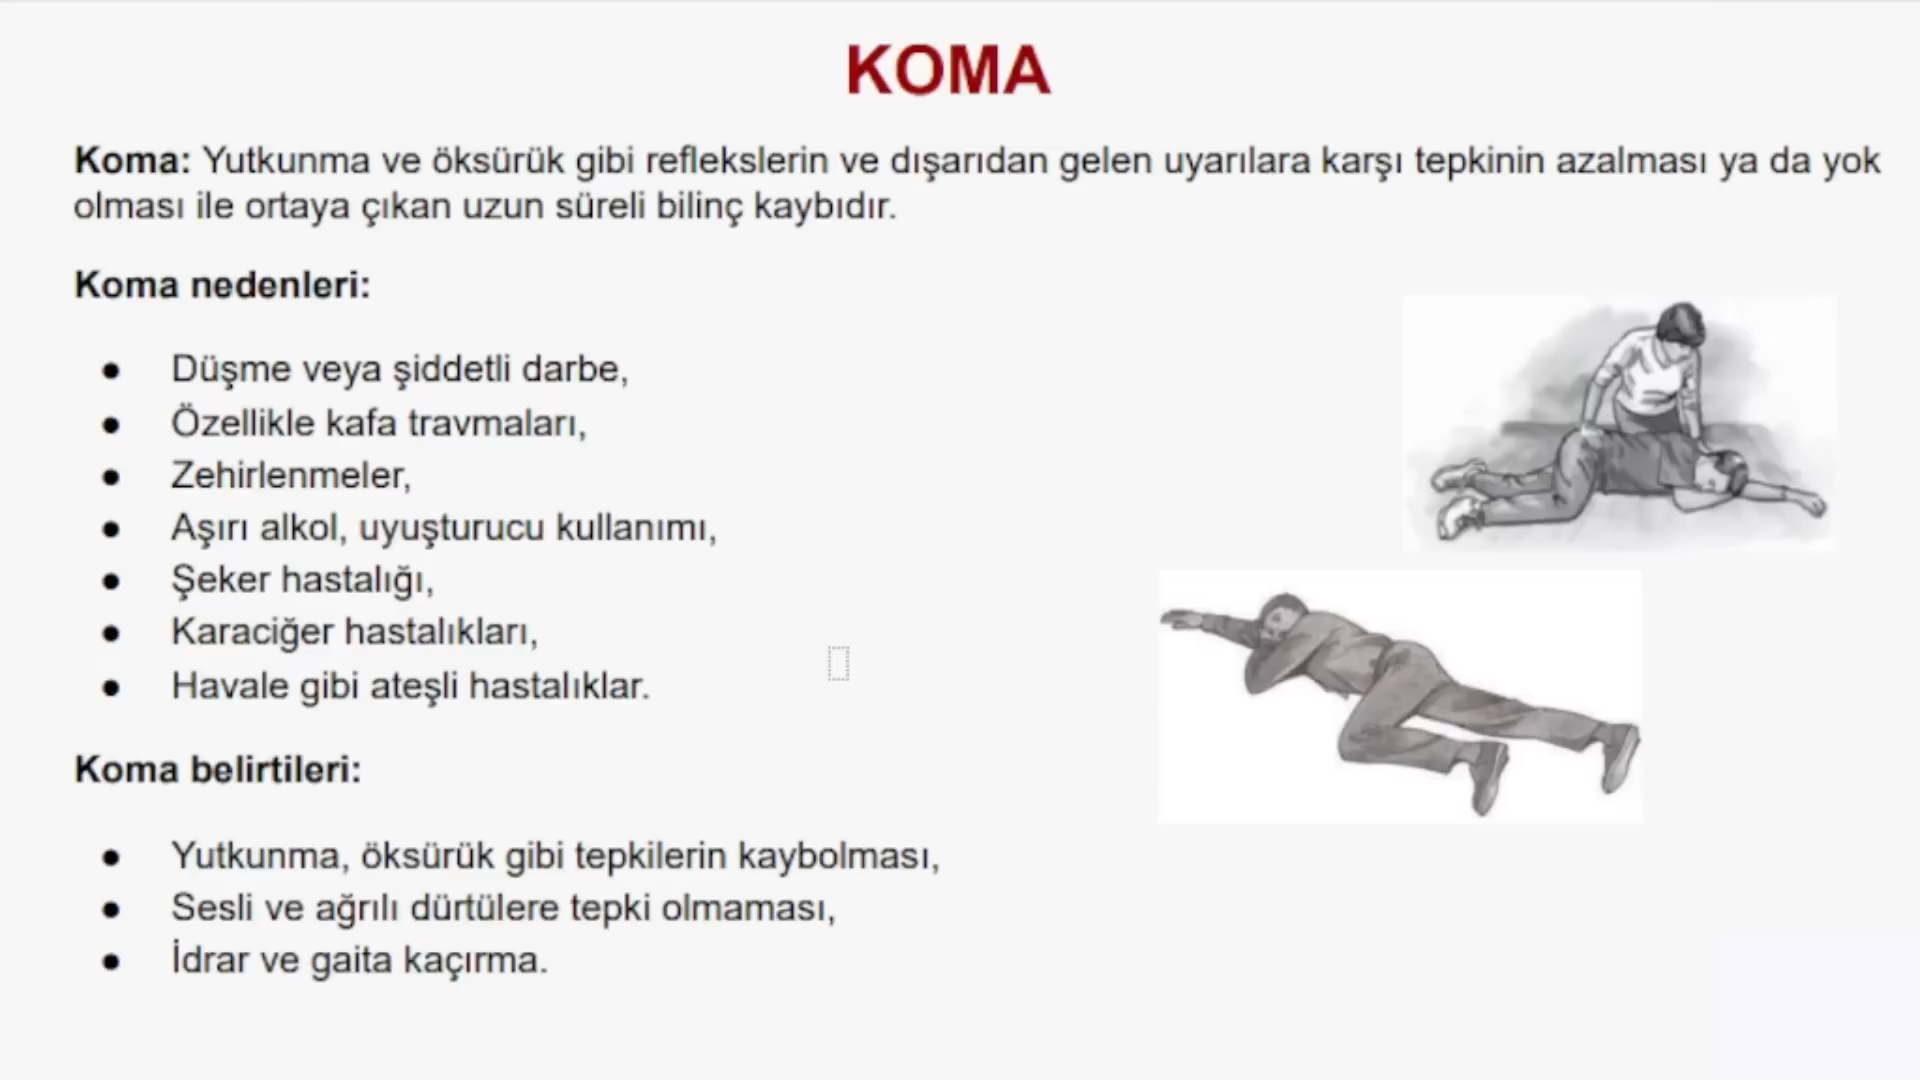 KOMA
Koma: Yutkunma ve öksürük gibi reflekslerin ve dışarıdan gelen uyarılara karşı tepkinin azalması ya da yok
olması ile ortaya çıkan uzun süreli bilinç kaybıdır.
Koma nedenleri:
● Düşme veya şiddetli darbe,
● Özellikle kafa travmaları,
● Zehirlenmeler,
● Aşırı alkol, uyuşturucu kullanımı,
● Şeker hastalığı,
● Karaciğer hastalıkları,
● Havale gibi ateşli hastalıklar.
Koma belirtileri:
● Yutkunma, öksürük gibi tepkilerin kaybolması,
● Sesli ve ağrılı dürtülere tepki olmaması,
● İdrar ve gaita kaçırma.